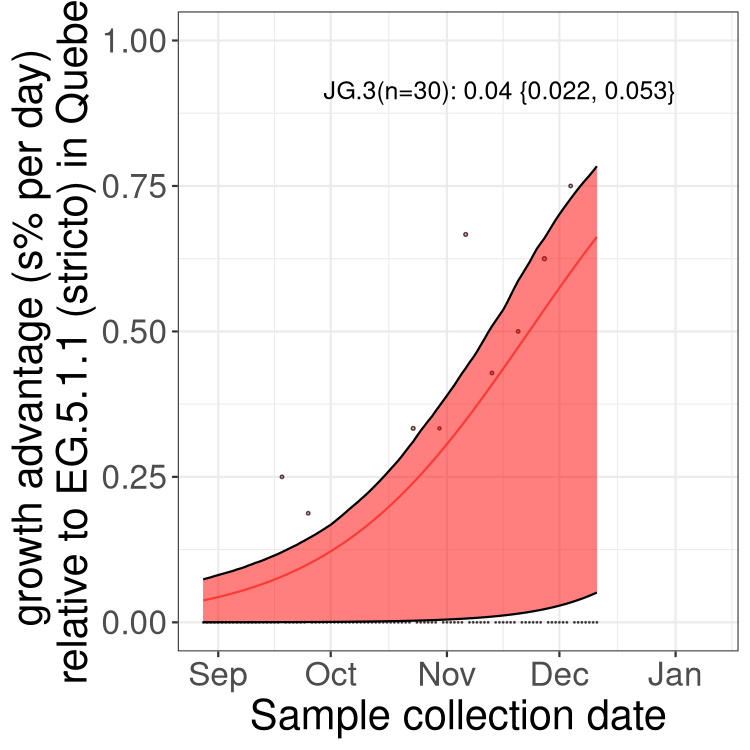 growth advantage (s% per day)
relative to EG.5.1.1 (stricto) in Quebe
1.00
0.75
0.50
0.25
0.00
JG.3(n=30): 0.04 {0.022, 0.053}
Sep Oct Nov Dec Jan
Sample collection date